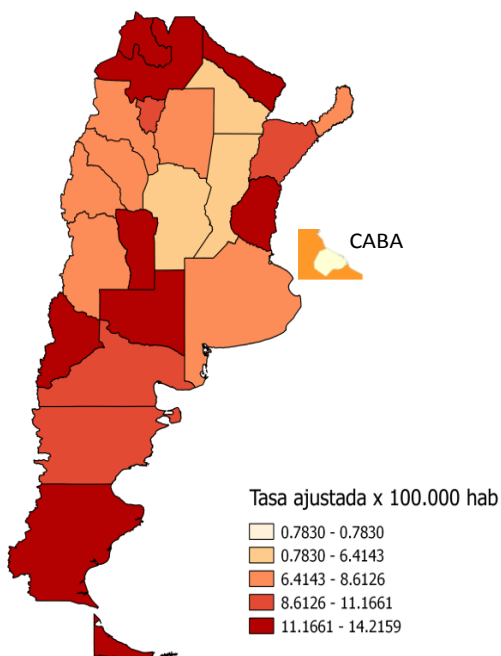 CABA
Tasa ajustada x 100.000 hab
0.7830 - 0.7830
0.7830 - 6.4143
6.4143 - 8.6126
8.6126 - 11.1661
11.1661 - 14.2159